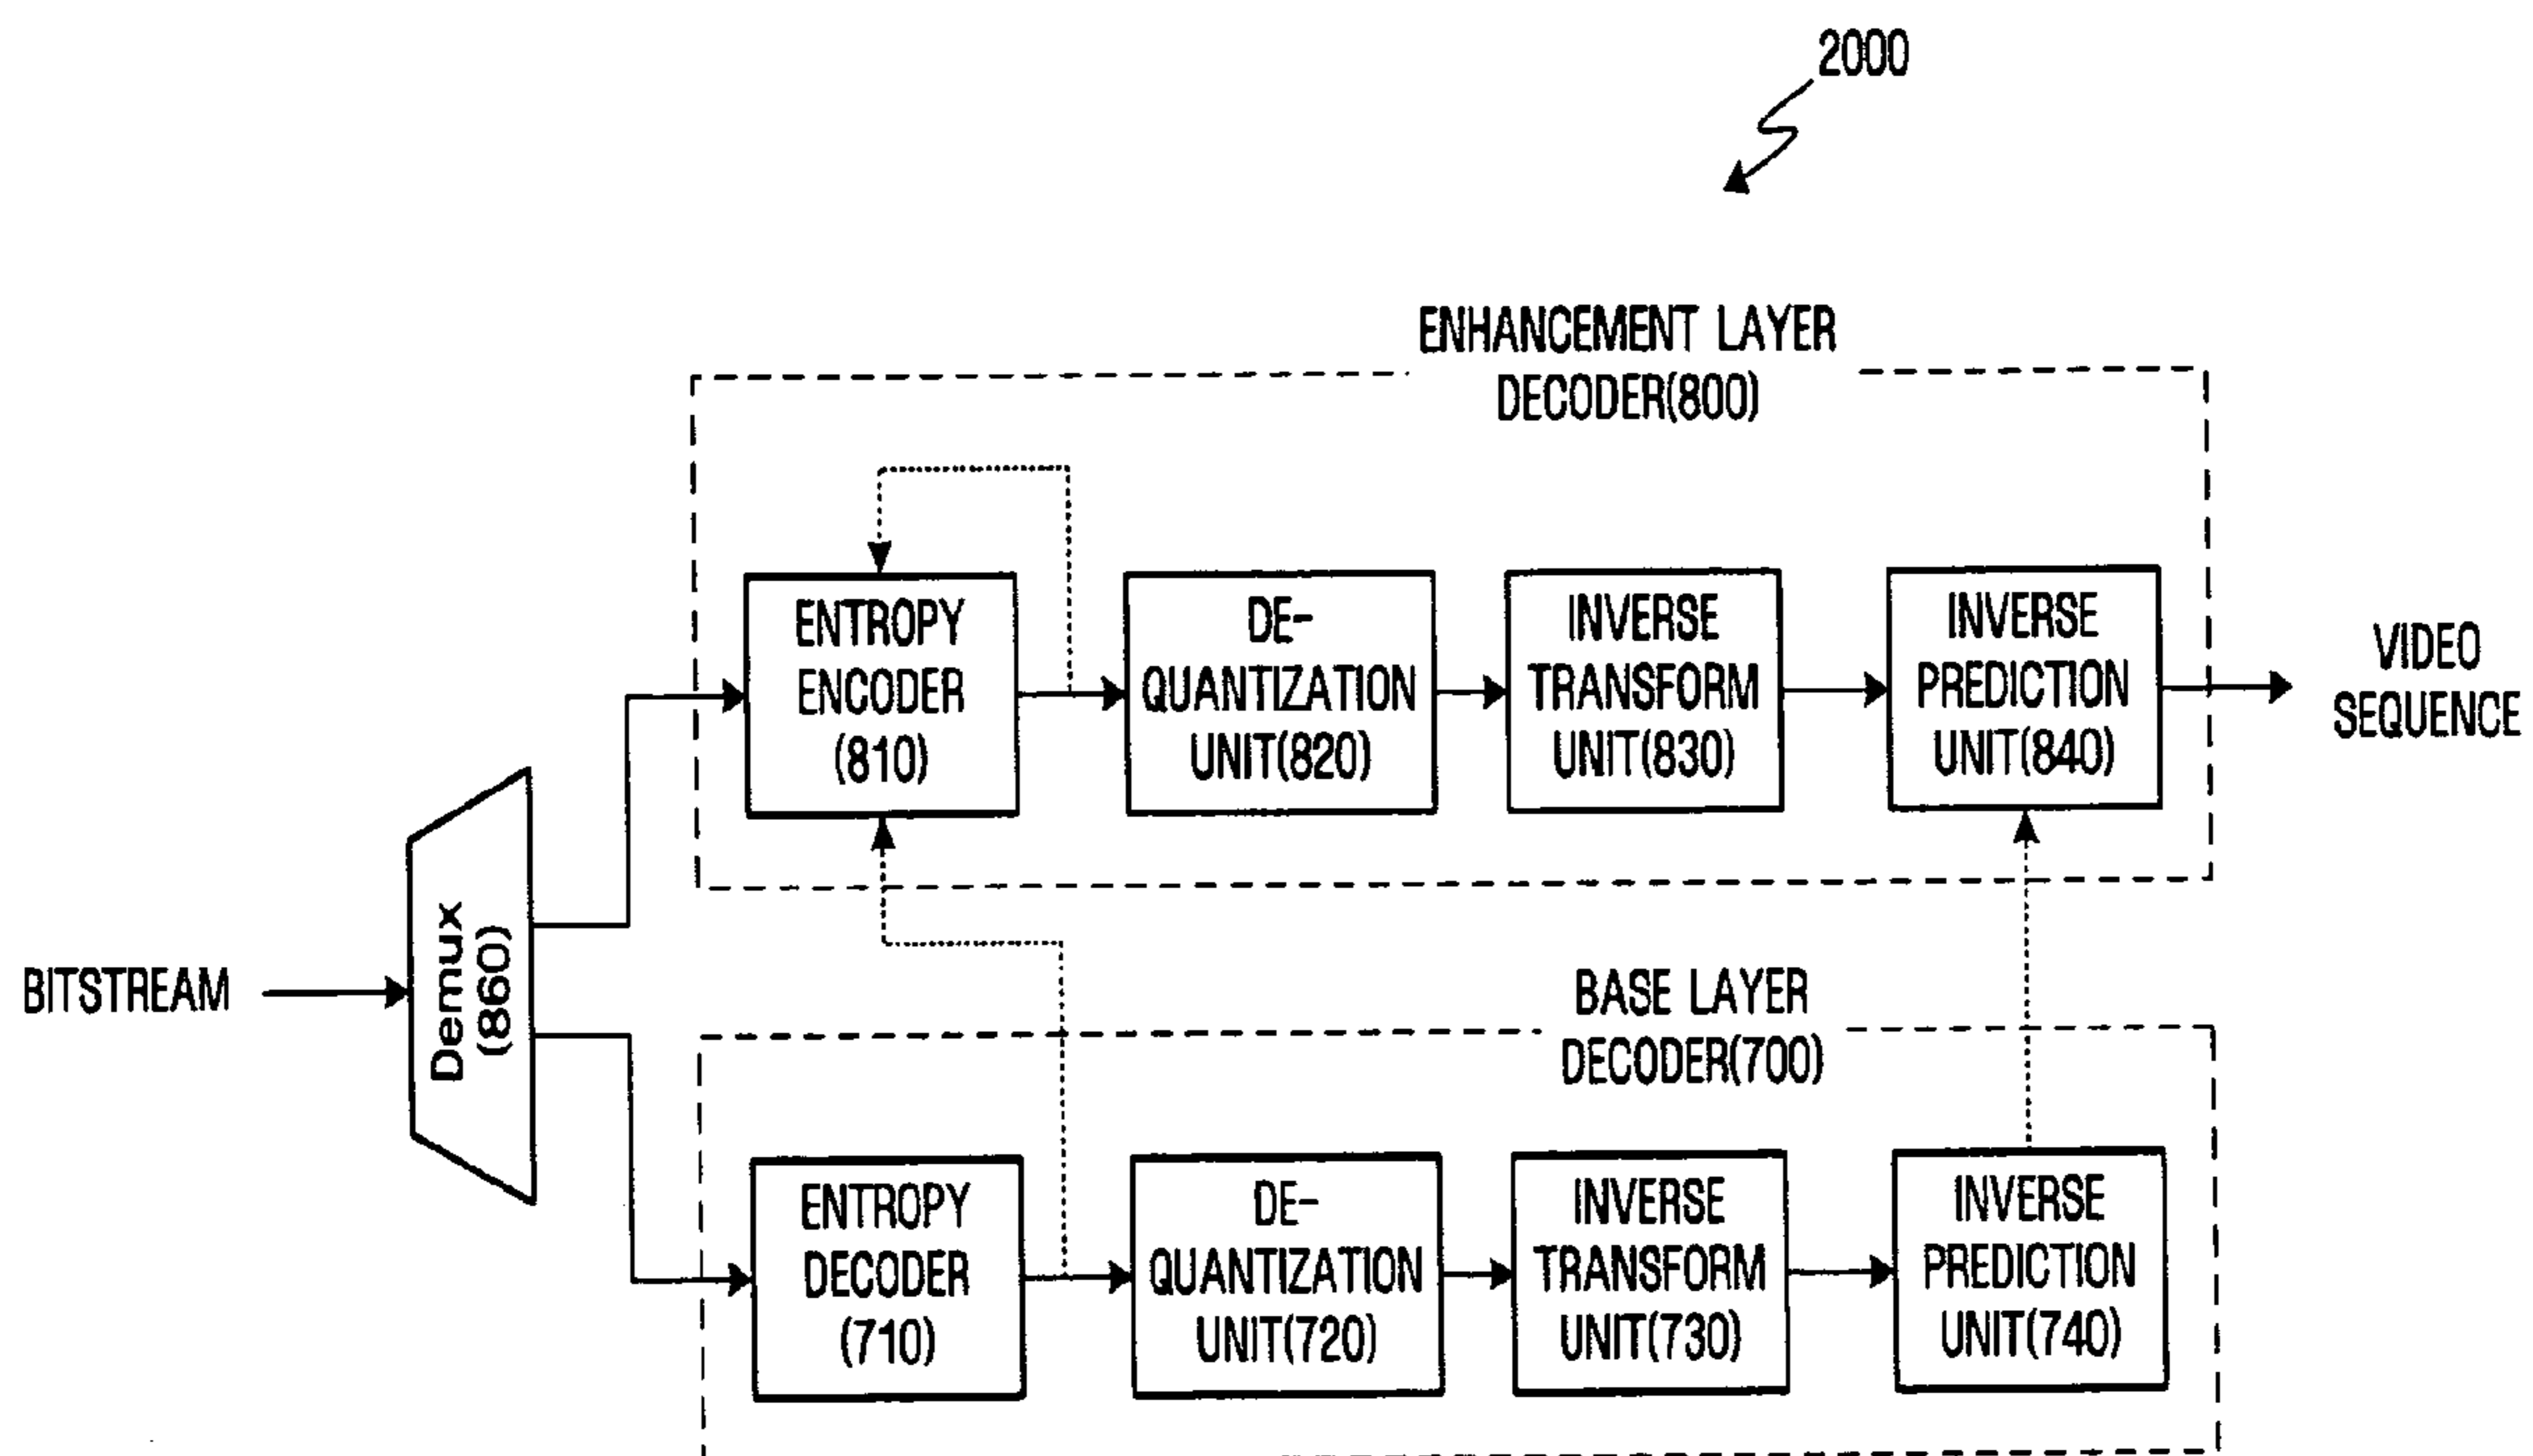 2000
ENHANCEMENT LAYER
DECODER(800)
ENTROPY
ENCODER
(810)
DE-
QUANTIZATION
UNIT(820)
INVERSE
TRANSFORM
UNIT(830)
INVERSE
PREDICTION
UNIT(840)
VIDEO
SEQUENCE
BITSTREAM
Demux
(860)
BASE LAYER
DECODER(700)
ENTROPY
DECODER
(710)
DE-
QUANTIZATION
UNIT(720)
INVERSE
TRANSFORM
UNIT(730)
INVERSE
PREDICTION
UNIT(740)